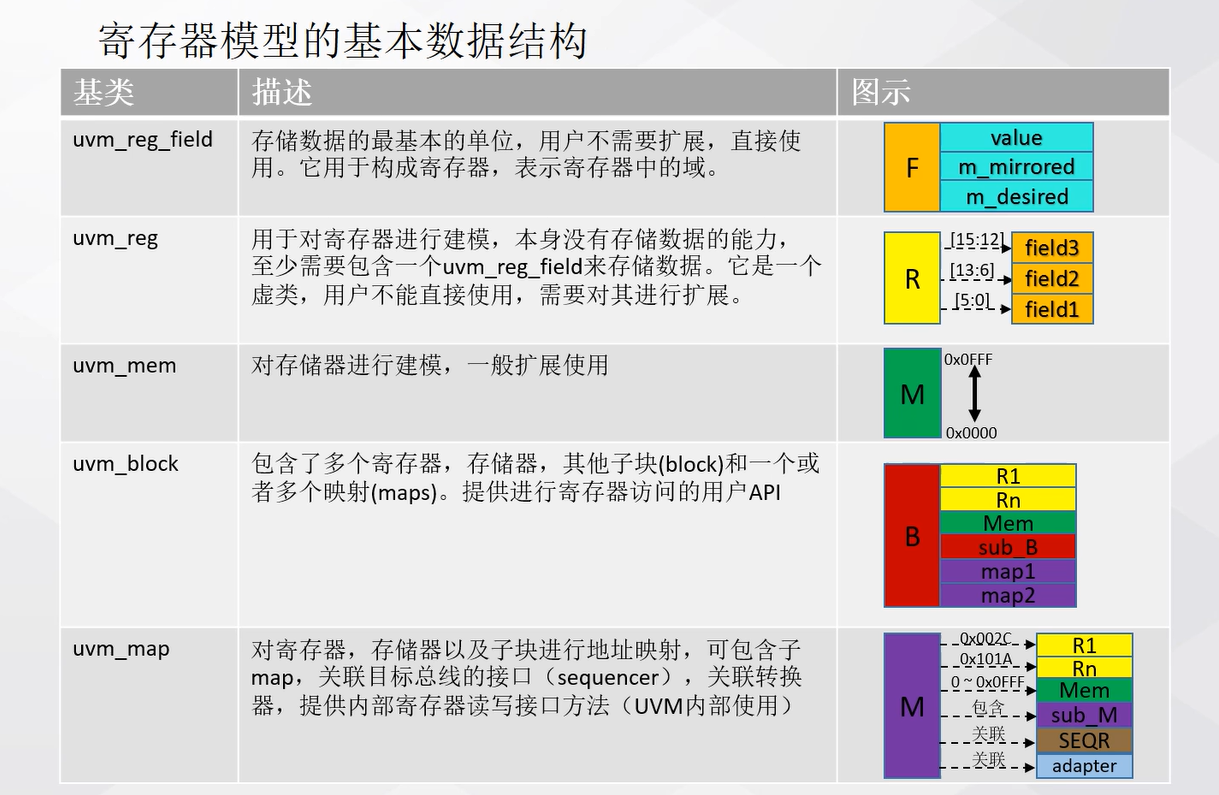 寄存器模型的基本数据结构
基类
描述
图示
uvm_reg_field
存储数据的最基本的单位，用户不需要扩展，直接使
用。它用于构成寄存器，表示寄存器中的域。
F
value
m_mirrored
m_desired
uvm_reg
用于对寄存器进行建模，本身没有存储数据的能力，
至少需要包含一个uvm_reg_field来存储数据。它是一个
虚类，用户不能直接使用，需要对其进行扩展。
R
[15:12]
field3
[13:6]
field2
[5:0]
field1
uvm_mem
对存储器进行建模，一般扩展使用
M
0x0FFF
0x0000
uvm_block
包含了多个寄存器，存储器，其他子块(block)和一个或
者多个映射(maps)。提供进行寄存器访问的用户API
B
R1
Rn
Mem
sub_B
map1
map2
uvm_map
对寄存器，存储器以及子块进行地址映射，可包含子
map，关联目标总线的接口（sequencer），关联转换
器，提供内部寄存器读写接口方法（UVM内部使用）
M
0x002C
R1
0x101A
Rn
0 ~ 0x0FFF
Mem
包含
sub_M
关联
SEQR
关联
adapter